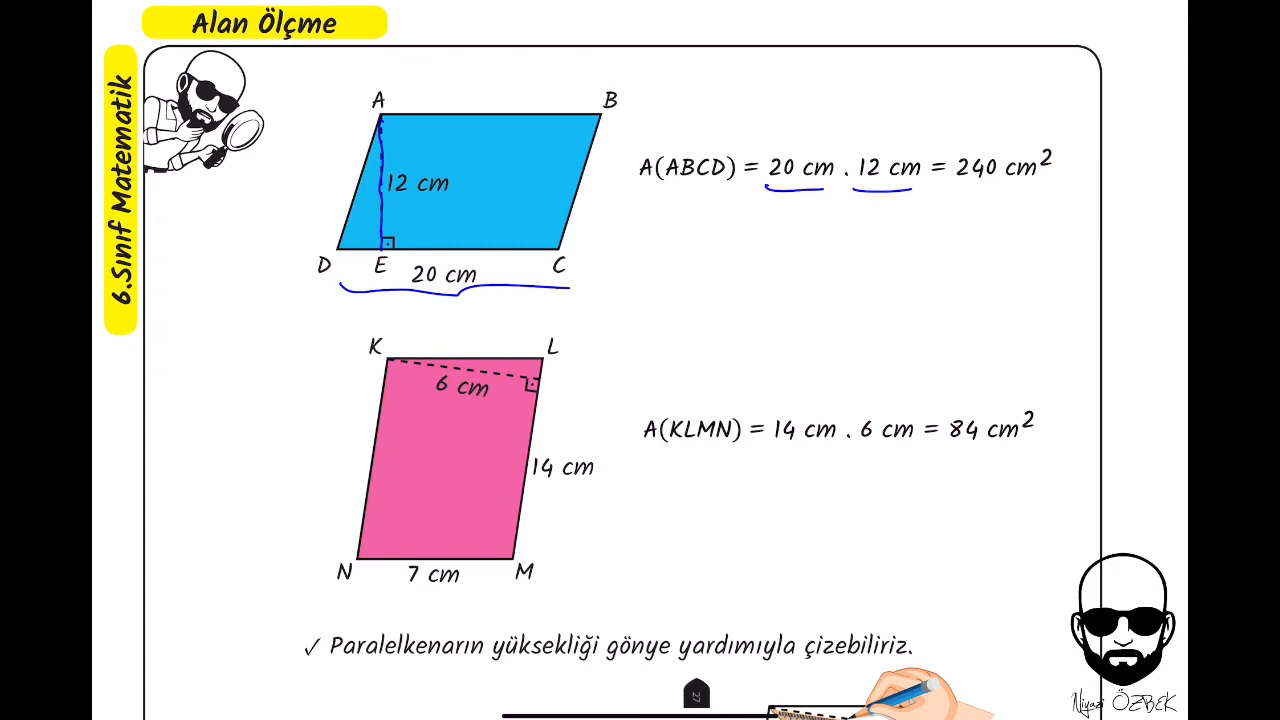 Alan Ölçme
6.Sınıf Matematik
A
B
12 cm
A(ABCD) = 20 cm . 12 cm = 240 cm²
D
E
C
20 cm
K
L
6 cm
A(KLMN) = 14 cm . 6 cm = 84 cm²
14 cm
N
7 cm
M
✓ Paralelkenarın yüksekliği gönye yardımıyla çizebiliriz.
27
Niyazi ÖZBEK